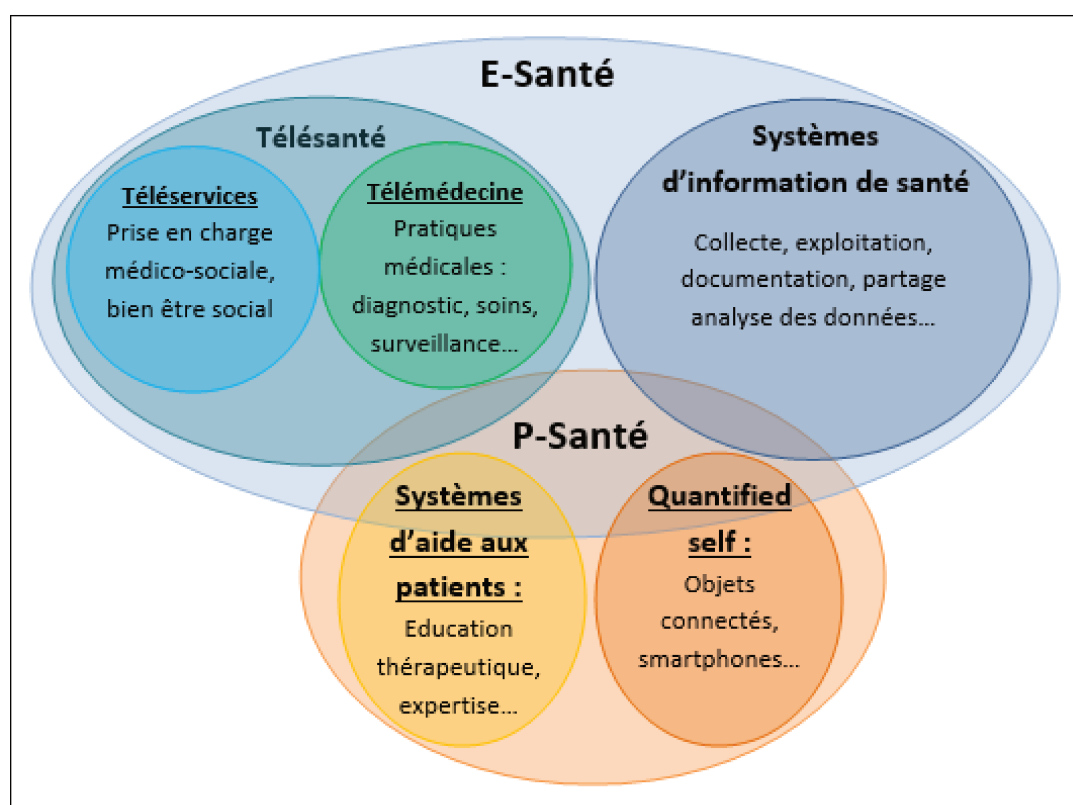 E-Santé
Télésanté
Téléservices
Prise en charge
médico-sociale,
bien être social
Télémédecine
Pratiques
médicales :
diagnostic, soins,
surveillance...
Systèmes
d'information de santé
Collecte, exploitation,
documentation, partage
analyse des données...
P-Santé
Systèmes
d'aide aux
patients :
Education
thérapeutique,
expertise...
Quantified
self :
Objets
connectés,
smartphones...